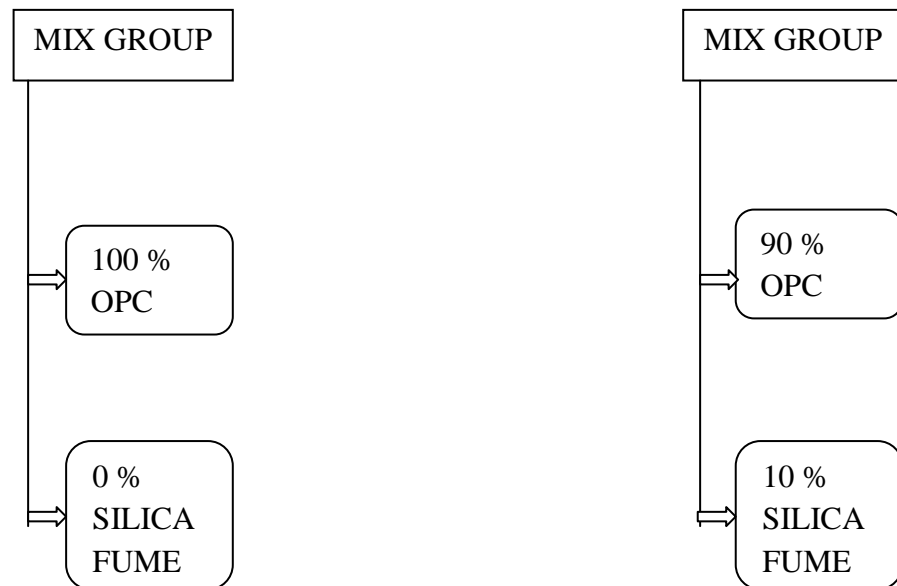 MIX GROUP
100 %
OPC
0 %
SILICA
FUME
MIX GROUP
90 %
OPC
10 %
SILICA
FUME